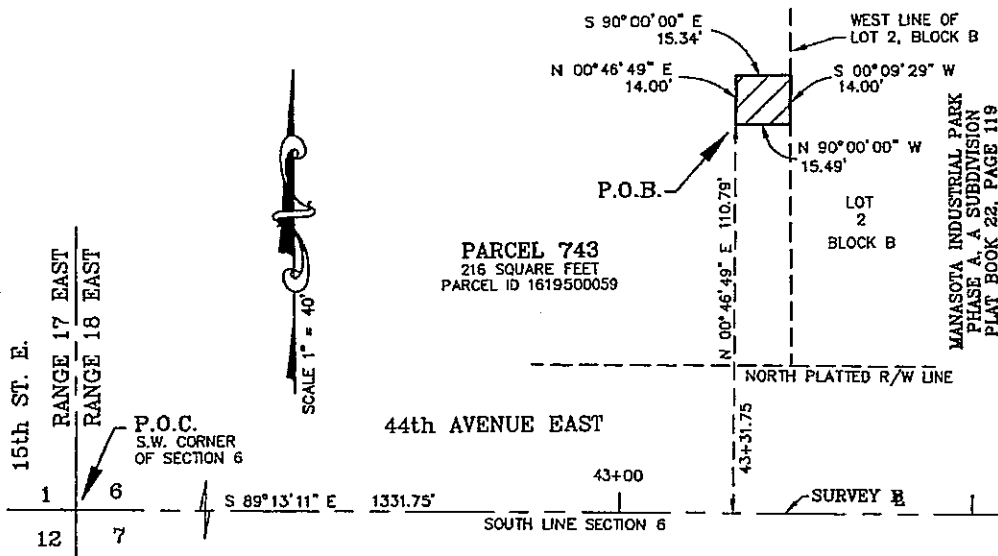 S 90°00'00" E
15.34'
WEST LINE OF
LOT 2, BLOCK B
N 00°46'49" E
14.00'
S 00°09'29" W
14.00'
N 90°00'00" W
15.49'
P.O.B.
LOT
2
BLOCK B
MANASOTA INDUSTRIAL PARK
PHASE A, A SUBDIVISION
PLAT BOOK 22, PAGE 119
PARCEL 743
216 SQUARE FEET
PARCEL ID 1619500059
N 00°46'49" E 110.79'
SCALE 1" = 40'
15th ST. E.
RANGE 17 EAST
RANGE 18 EAST
NORTH PLATTED R/W LINE
P.O.C.
S.W. CORNER
OF SECTION 6
44th AVENUE EAST
43+31.75
43+00
1 6
S 89°13'11" E 1331.75'
SURVEY BL
SOUTH LINE SECTION 6
12 7